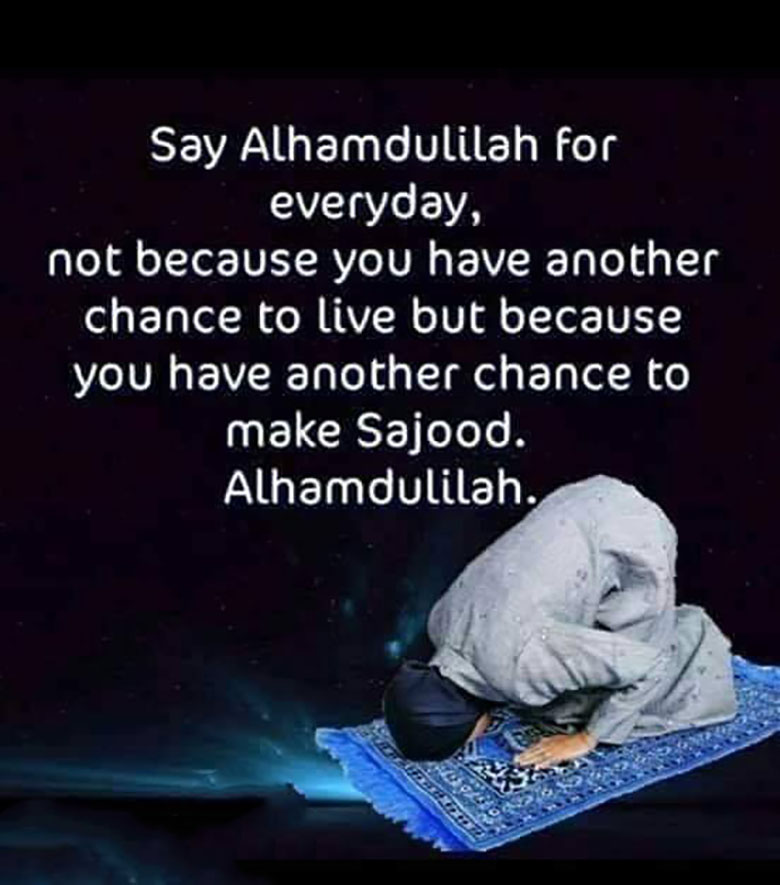 Say Alhamdulilah for
everyday,
not because you have another
chance to live but because
you have another chance to
make Sajood.
Alhamdulilah.